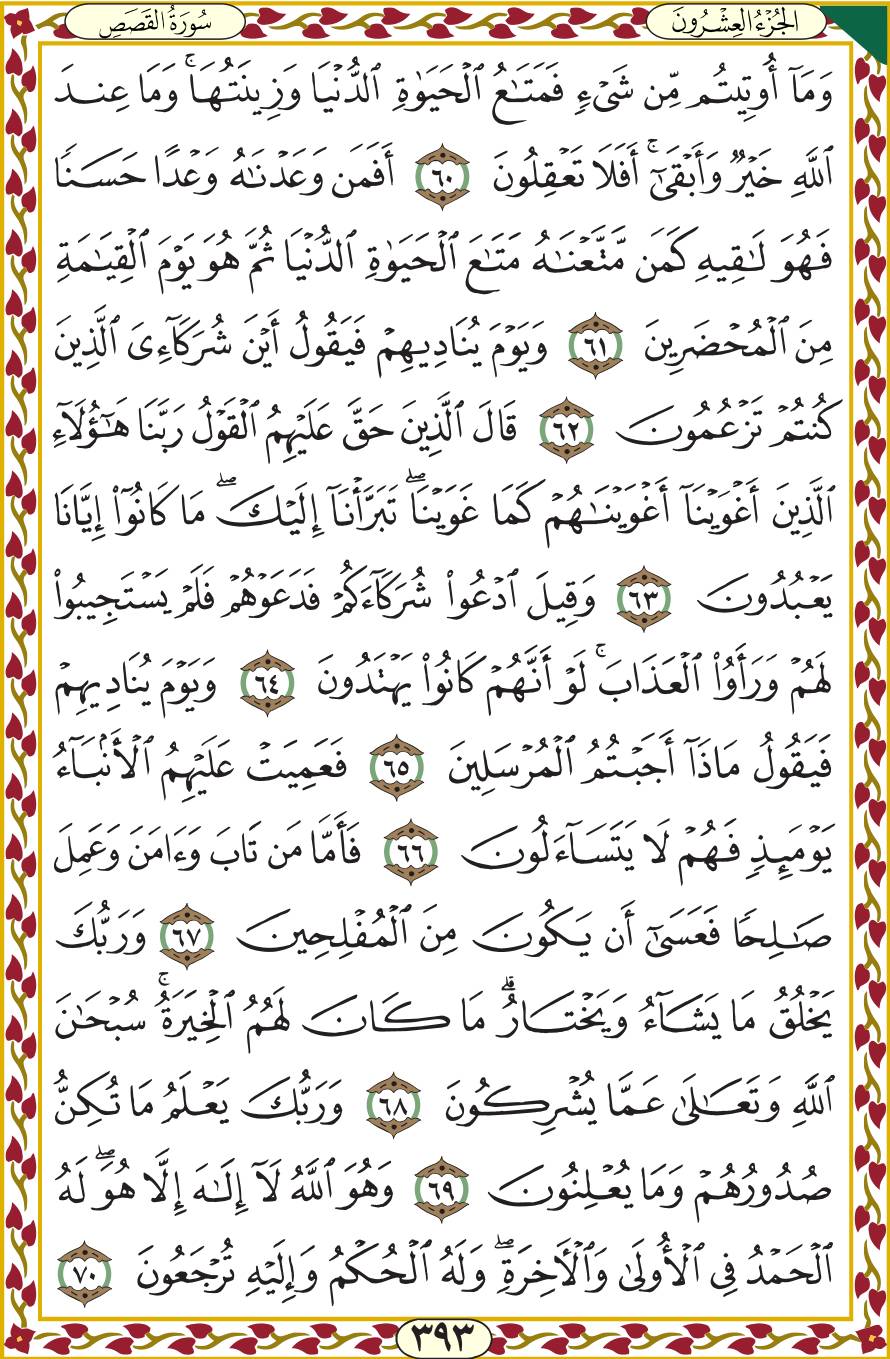 الجُزْءُ العِشْرُونَ
سُورَةُ القَصَصِ
وَمَآ أُوتِيتُم مِّن شَىْءٍ فَمَتَـٰعُ ٱلْحَيَوٰةِ ٱلدُّنْيَا وَزِينَتُهَاۚ وَمَا عِندَ
ٱللَّهِ خَيْرٌ وَأَبْقَىٰٓۚ أَفَلَا تَعْقِلُونَ ٦٠ أَفَمَن وَعَدْنَـٰهُ وَعْدًا حَسَنًا
فَهُوَ لَـٰقِيهِ كَمَن مَّتَّعْنَـٰهُ مَتَـٰعَ ٱلْحَيَوٰةِ ٱلدُّنْيَا ثُمَّ هُوَ يَوْمَ ٱلْقِيَـٰمَةِ
مِنَ ٱلْمُحْضَرِينَ ٦١ وَيَوْمَ يُنَادِيهِمْ فَيَقُولُ أَيْنَ شُرَكَآءِىَ ٱلَّذِينَ
كُنتُمْ تَزْعُمُونَ ٦٢ قَالَ ٱلَّذِينَ حَقَّ عَلَيْهِمُ ٱلْقَوْلُ رَبَّنَا هَـٰٓؤُلَآءِ
ٱلَّذِينَ أَغْوَيْنَآ أَغْوَيْنَـٰهُمْ كَمَا غَوَيْنَاۖ تَبَرَّأْنَآ إِلَيْكَۖ مَا كَانُوٓا۟ إِيَّانَا
يَعْبُدُونَ ٦٣ وَقِيلَ ٱدْعُوا۟ شُرَكَآءَكُمْ فَدَعَوْهُمْ فَلَمْ يَسْتَجِيبُوا۟
لَهُمْ وَرَأَوُا۟ ٱلْعَذَابَۚ لَوْ أَنَّهُمْ كَانُوا۟ يَهْتَدُونَ ٦٤ وَيَوْمَ يُنَادِيهِمْ
فَيَقُولُ مَاذَآ أَجَبْتُمُ ٱلْمُرْسَلِينَ ٦٥ فَعَمِيَتْ عَلَيْهِمُ ٱلْأَنۢبَآءُ
يَوْمَئِذٍ فَهُمْ لَا يَتَسَآءَلُونَ ٦٦ فَأَمَّا مَن تَابَ وَءَامَنَ وَعَمِلَ
صَـٰلِحًا فَعَسَىٰٓ أَن يَكُونَ مِنَ ٱلْمُفْلِحِينَ ٦٧ وَرَبُّكَ
يَخْلُقُ مَا يَشَآءُ وَيَخْتَارُۗ مَا كَانَ لَهُمُ ٱلْخِيَرَةُۚ سُبْحَـٰنَ
ٱللَّهِ وَتَعَـٰلَىٰ عَمَّا يُشْرِكُونَ ٦٨ وَرَبُّكَ يَعْلَمُ مَا تُكِنُّ
صُدُورُهُمْ وَمَا يُعْلِنُونَ ٦٩ وَهُوَ ٱللَّهُ لَآ إِلَـٰهَ إِلَّا هُوَۖ لَهُ
ٱلْحَمْدُ فِى ٱلْأُولَىٰ وَٱلْـَٔاخِرَةِۖ وَلَهُ ٱلْحُكْمُ وَإِلَيْهِ تُرْجَعُونَ ٧٠
٣٩٣